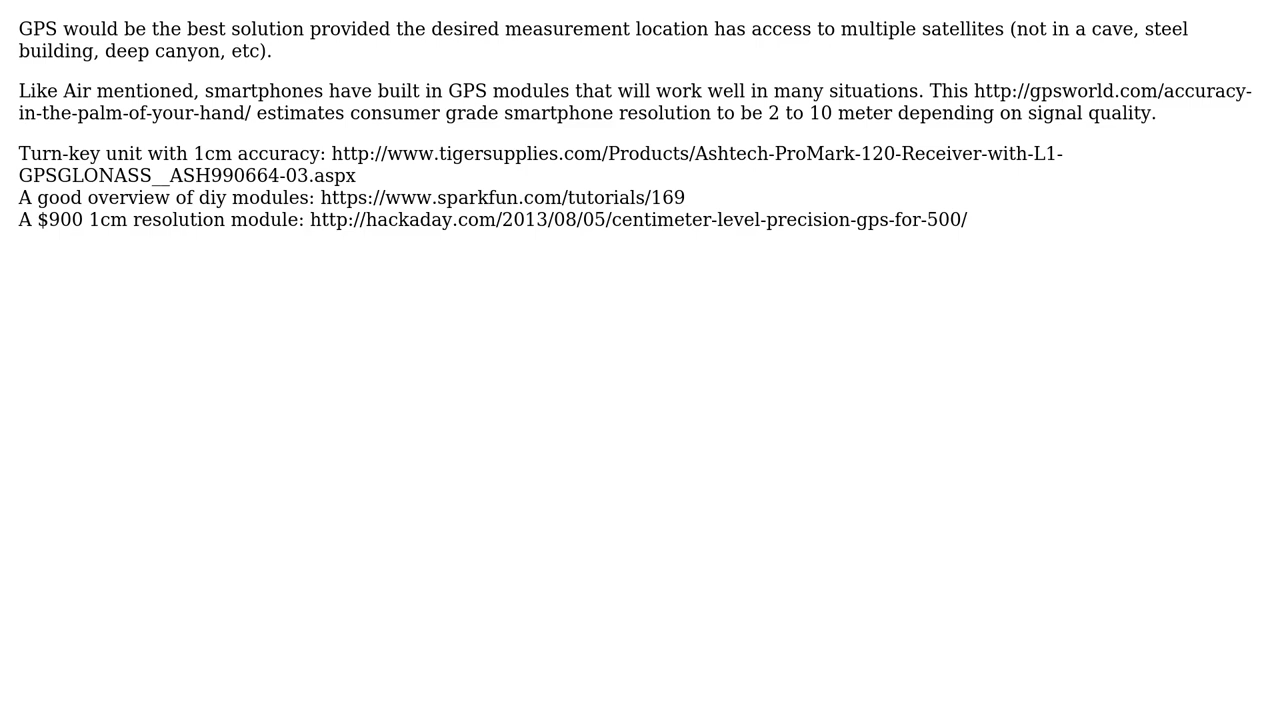 GPS would be the best solution provided the desired measurement location has access to multiple satellites (not in a cave, steel
building, deep canyon, etc).
Like Air mentioned, smartphones have built in GPS modules that will work well in many situations. This http://gpsworld.com/accuracy-
in-the-palm-of-your-hand/ estimates consumer grade smartphone resolution to be 2 to 10 meter depending on signal quality.
Turn-key unit with 1cm accuracy: http://www.tigersupplies.com/Products/Ashtech-ProMark-120-Receiver-with-L1-
GPSGLONASS__ASH990664-03.aspx
A good overview of diy modules: https://www.sparkfun.com/tutorials/169
A $900 1cm resolution module: http://hackaday.com/2013/08/05/centimeter-level-precision-gps-for-500/